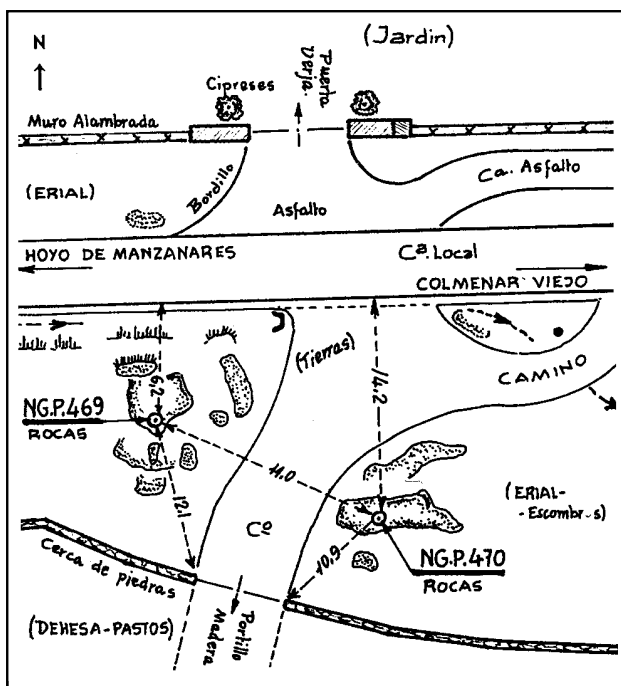 (Jardin)
N
Cipreses
Puerta
Verja.
Muro Alambrada
(ERIAL)
Bordillo
Asfalto
Ca. Asfalto
HOYO DE MANZANARES
Cª. Local
COLMENAR VIEJO
(Tierras)
CAMINO
6,2
14,2
NG.P.469
ROCAS
11,0
12,1
(ERIAL-
-Escombr-s)
Cº
10,9
NG.P.470
ROCAS
Cerca de Piedras
(DEHESA-PASTOS)
Portillo
Madera